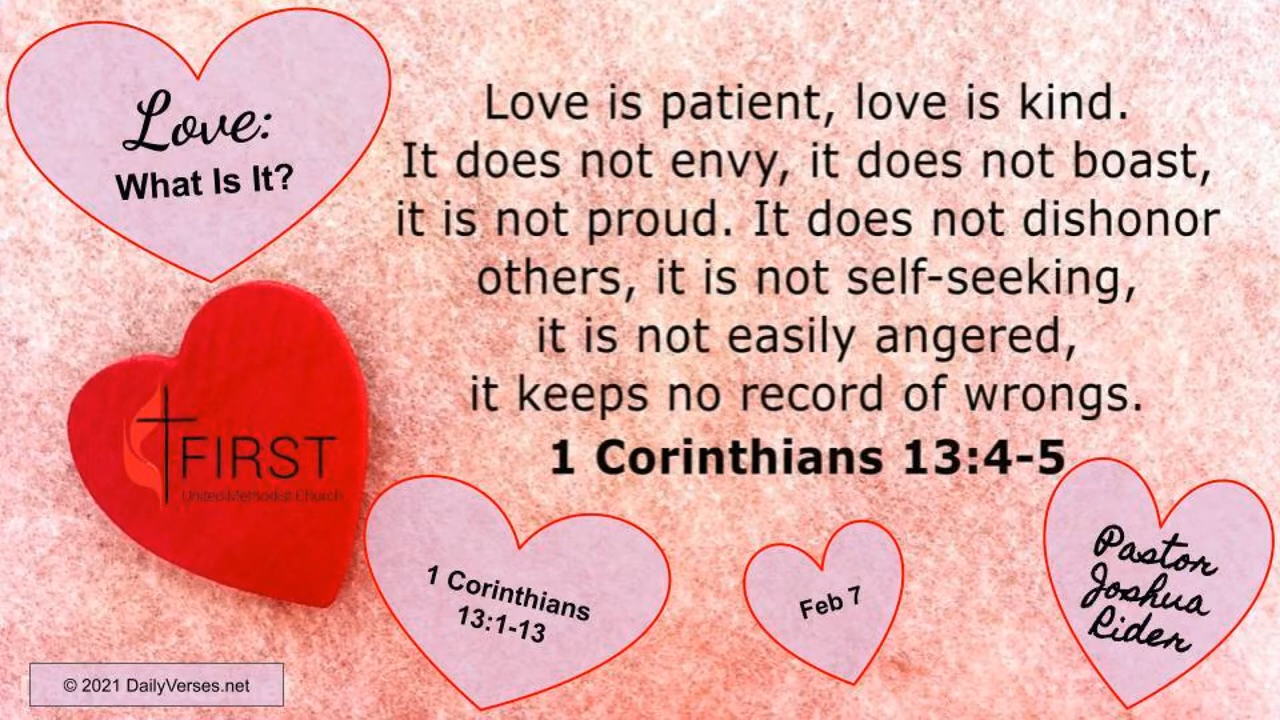 Love:
What Is It?
Love is patient, love is kind.
It does not envy, it does not boast,
it is not proud. It does not dishonor
others, it is not self-seeking,
it is not easily angered,
it keeps no record of wrongs.
1 Corinthians 13:4-5
FIRST
United Methodist Church
1 Corinthians
13:1-13
Feb 7
Pastor
Joshua
Rider
© 2021 DailyVerses.net